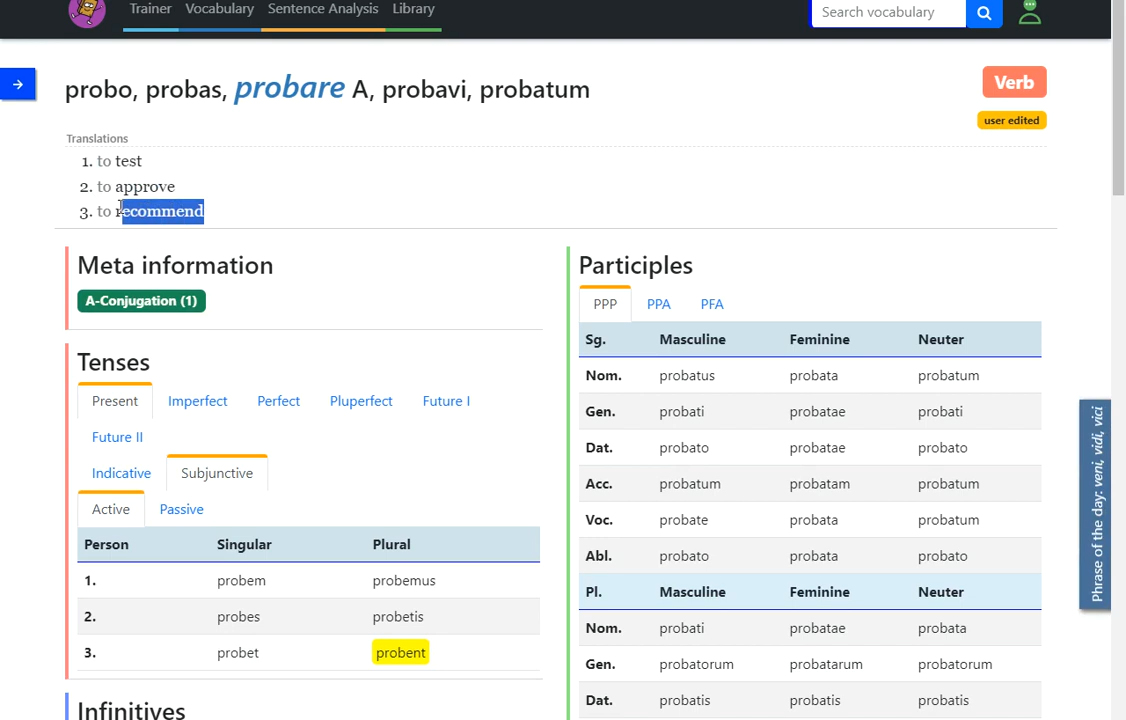 Trainer Vocabulary Sentence Analysis Library Search vocabulary
probo, probas, probare A, probavi, probatum
Verb
user edited
Translations
1. to test
2. to approve
3. to recommend
Meta information
A-Conjugation (1)
Tenses
Present Imperfect Perfect Pluperfect Future I
Future II
Indicative Subjunctive
Active Passive
Person Singular Plural
1. probem probemus
2. probes probetis
3. probet probent
Infinitives
Participles
PPP PPA PFA
Sg. Masculine Feminine Neuter
Nom. probatus probata probatum
Gen. probati probatae probati
Dat. probato probatae probato
Acc. probatum probatam probatum
Voc. probate probata probatum
Abl. probato probata probato
Pl. Masculine Feminine Neuter
Nom. probati probatae probata
Gen. probatorum probatarum probatorum
Dat. probatis probatis probatis
Phrase of the day: veni, vidi, vici